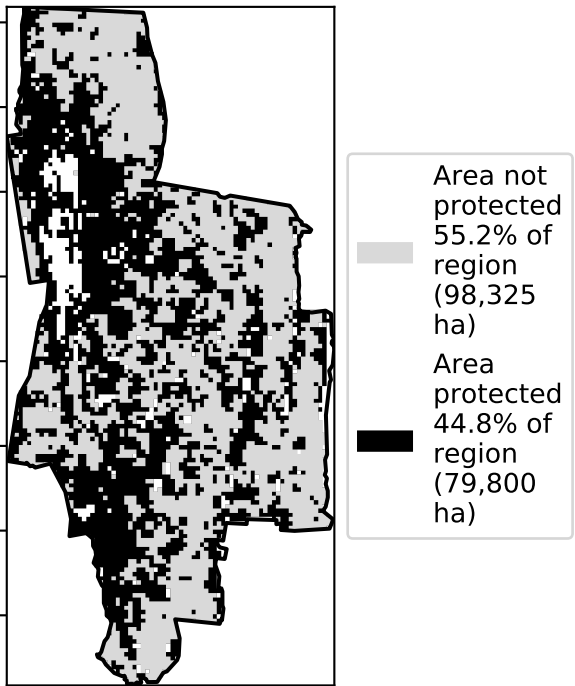 Area not
protected
55.2% of
region
(98,325
ha)
Area
protected
44.8% of
region
(79,800
ha)